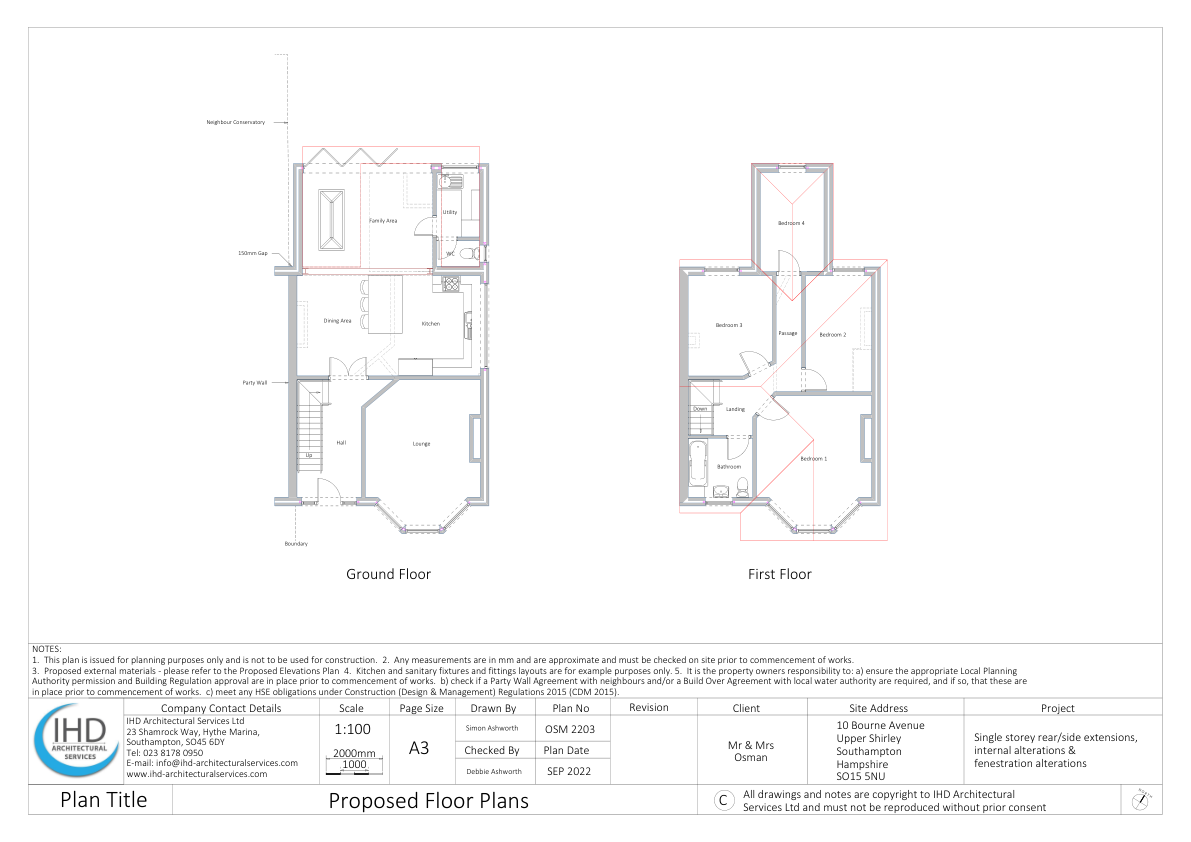 Neighbour Conservatory
150mm Gap
Party Wall
Boundary
Family Area
Utility
WC
Dining Area
Kitchen
Up
Hall
Lounge
Ground Floor
Bedroom 4
Bedroom 3
Passage
Bedroom 2
Down
Landing
Bathroom
Bedroom 1
First Floor
NOTES:
1. This plan is issued for planning purposes only and is not to be used for construction. 2. Any measurements are in mm and are approximate and must be checked on site prior to commencement of works.
3. Proposed external materials - please refer to the Proposed Elevations Plan 4. Kitchen and sanitary fixtures and fittings layouts are for example purposes only. 5. It is the property owners responsibility to: a) ensure the appropriate Local Planning
Authority permission and Building Regulation approval are in place prior to commencement of works. b) check if a Party Wall Agreement with neighbours and/or a Build Over Agreement with local water authority are required, and if so, that these are
in place prior to commencement of works. c) meet any HSE obligations under Construction (Design & Management) Regulations 2015 (CDM 2015).
IHD
ARCHITECTURAL
SERVICES
Company Contact Details
IHD Architectural Services Ltd
23 Shamrock Way, Hythe Marina,
Southampton, SO45 6DY
Tel: 023 8178 0950
E-mail: info@ihd-architecturalservices.com
www.ihd-architecturalservices.com
Scale
1:100
2000mm
1000
Page Size
A3
Drawn By
Simon Ashworth
Checked By
Debbie Ashworth
Plan No
OSM 2203
Plan Date
SEP 2022
Revision
Client
Mr & Mrs
Osman
Site Address
10 Bourne Avenue
Upper Shirley
Southampton
Hampshire
SO15 5NU
Project
Single storey rear/side extensions,
internal alterations &
fenestration alterations
Plan Title
Proposed Floor Plans
C
All drawings and notes are copyright to IHD Architectural
Services Ltd and must not be reproduced without prior consent
NORTH